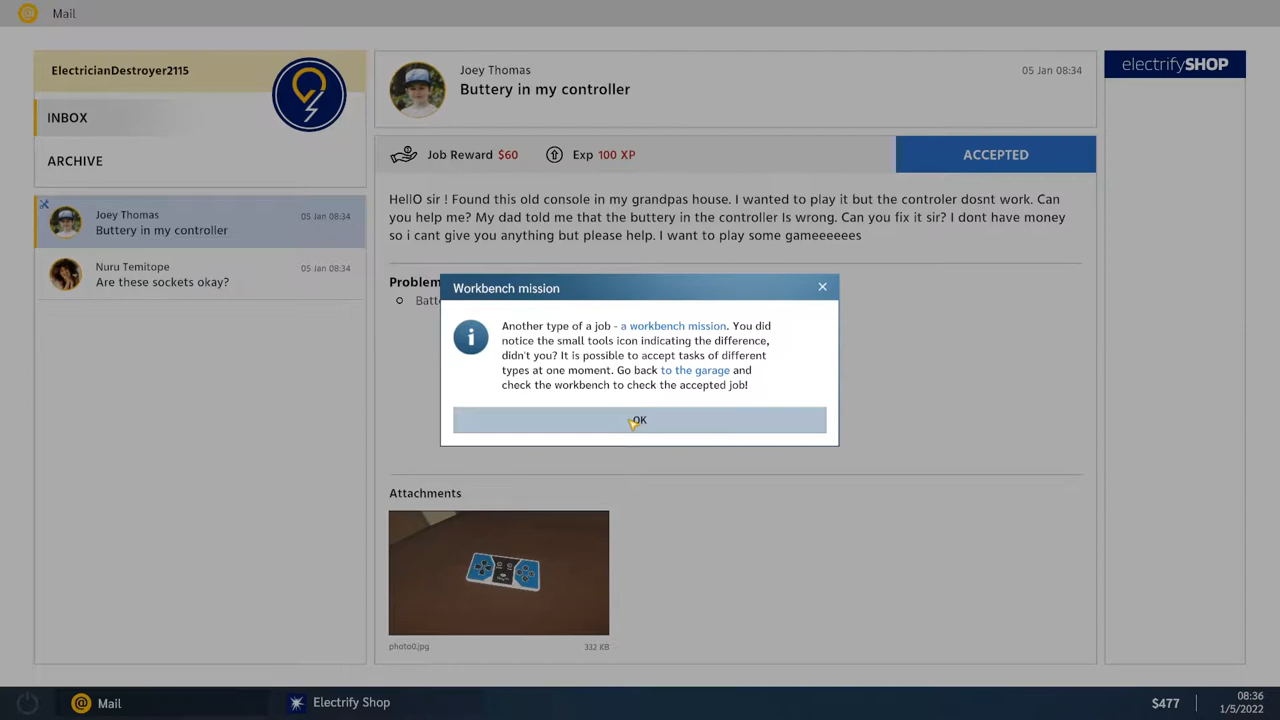 Mail
ElectricianDestroyer2115
INBOX
ARCHIVE
Joey Thomas
05 Jan 08:34
Buttery in my controller
Nuru Temitope
05 Jan 08:34
Are these sockets okay?
Joey Thomas
05 Jan 08:34
Buttery in my controller
Job Reward $60
Exp 100 XP
ACCEPTED
HellO sir ! Found this old console in my grandpas house. I wanted to play it but the controler dosnt work. Can
you help me? My dad told me that the buttery in the controller Is wrong. Can you fix it sir? I dont have money
so i cant give you anything but please help. I want to play some gameeeeees
Problem
Batt
Workbench mission
Another type of a job - a workbench mission. You did
notice the small tools icon indicating the difference,
didn't you? It is possible to accept tasks of different
types at one moment. Go back to the garage and
check the workbench to check the accepted job!
OK
Attachments
photo0.jpg
332 KB
electrifySHOP
Mail
Electrify Shop
$477
08:36
1/5/2022